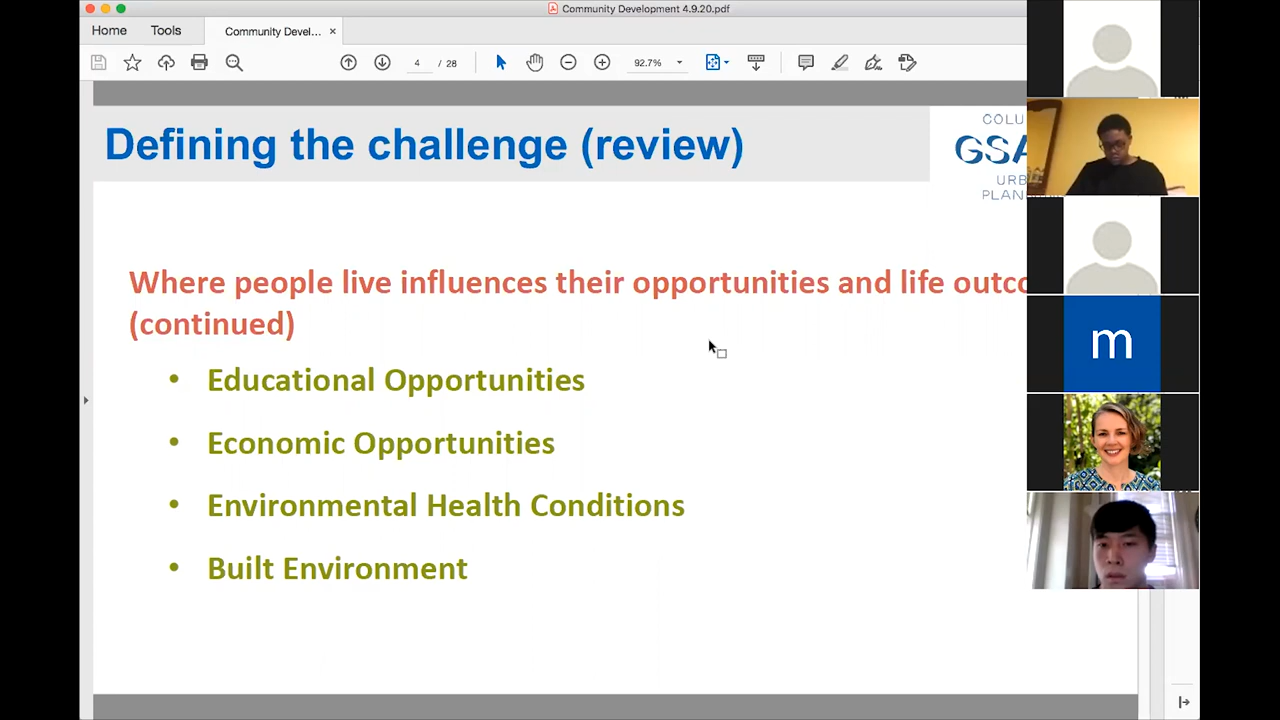 Community Development 4.9.20.pdf
Home Tools Community Devel... ×
4 / 28 92.7%
Defining the challenge (review)
COLU
GSA
URB
PLAN
Where people live influences their opportunities and life outco
(continued)
• Educational Opportunities
• Economic Opportunities
• Environmental Health Conditions
• Built Environment
m